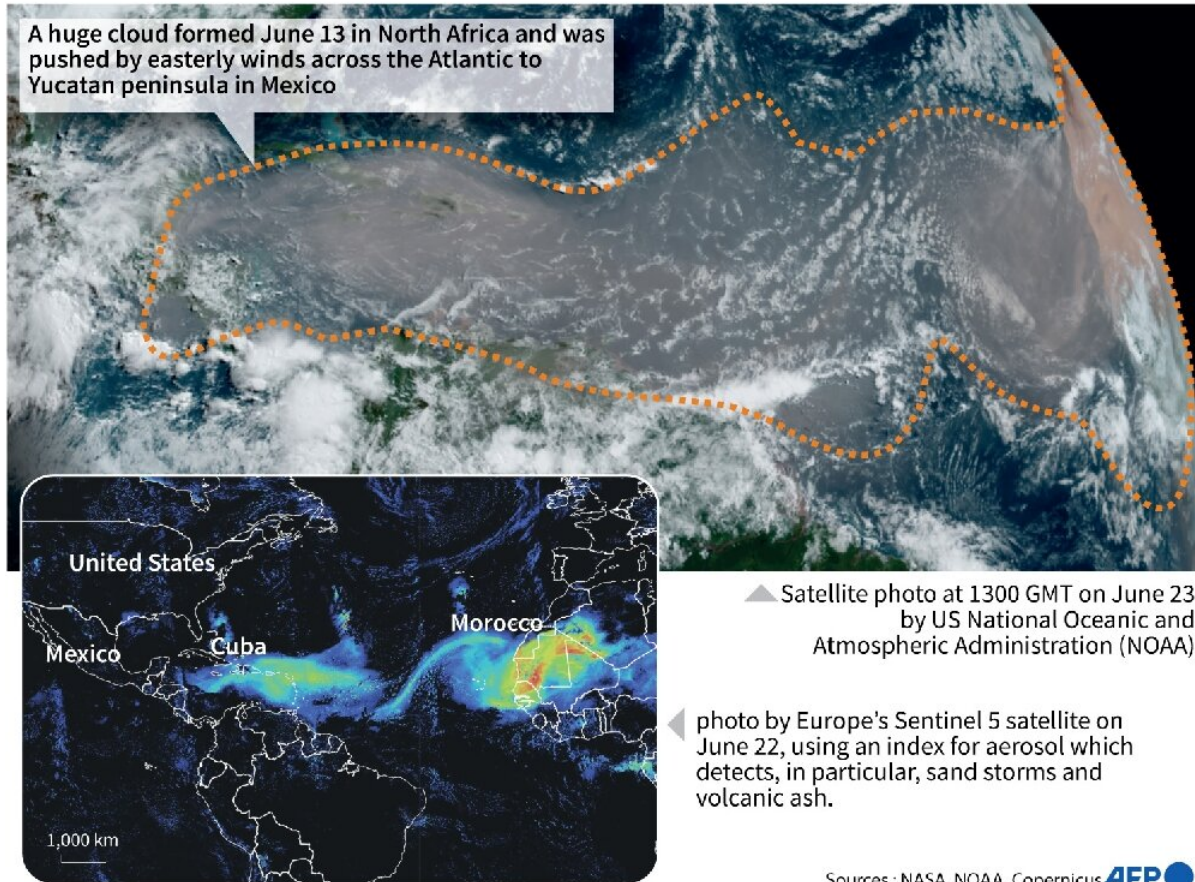 A huge cloud formed June 13 in North Africa and was
pushed by easterly winds across the Atlantic to
Yucatan peninsula in Mexico
United States
Morocco
Cuba
Mexico
1,000 km
Satellite photo at 1300 GMT on June 23
by US National Oceanic and
Atmospheric Administration (NOAA)
photo by Europe's Sentinel 5 satellite on
June 22, using an index for aerosol which
detects, in particular, sand storms and
volcanic ash.
Sources : NASA, NOAA, Copernicus AFP